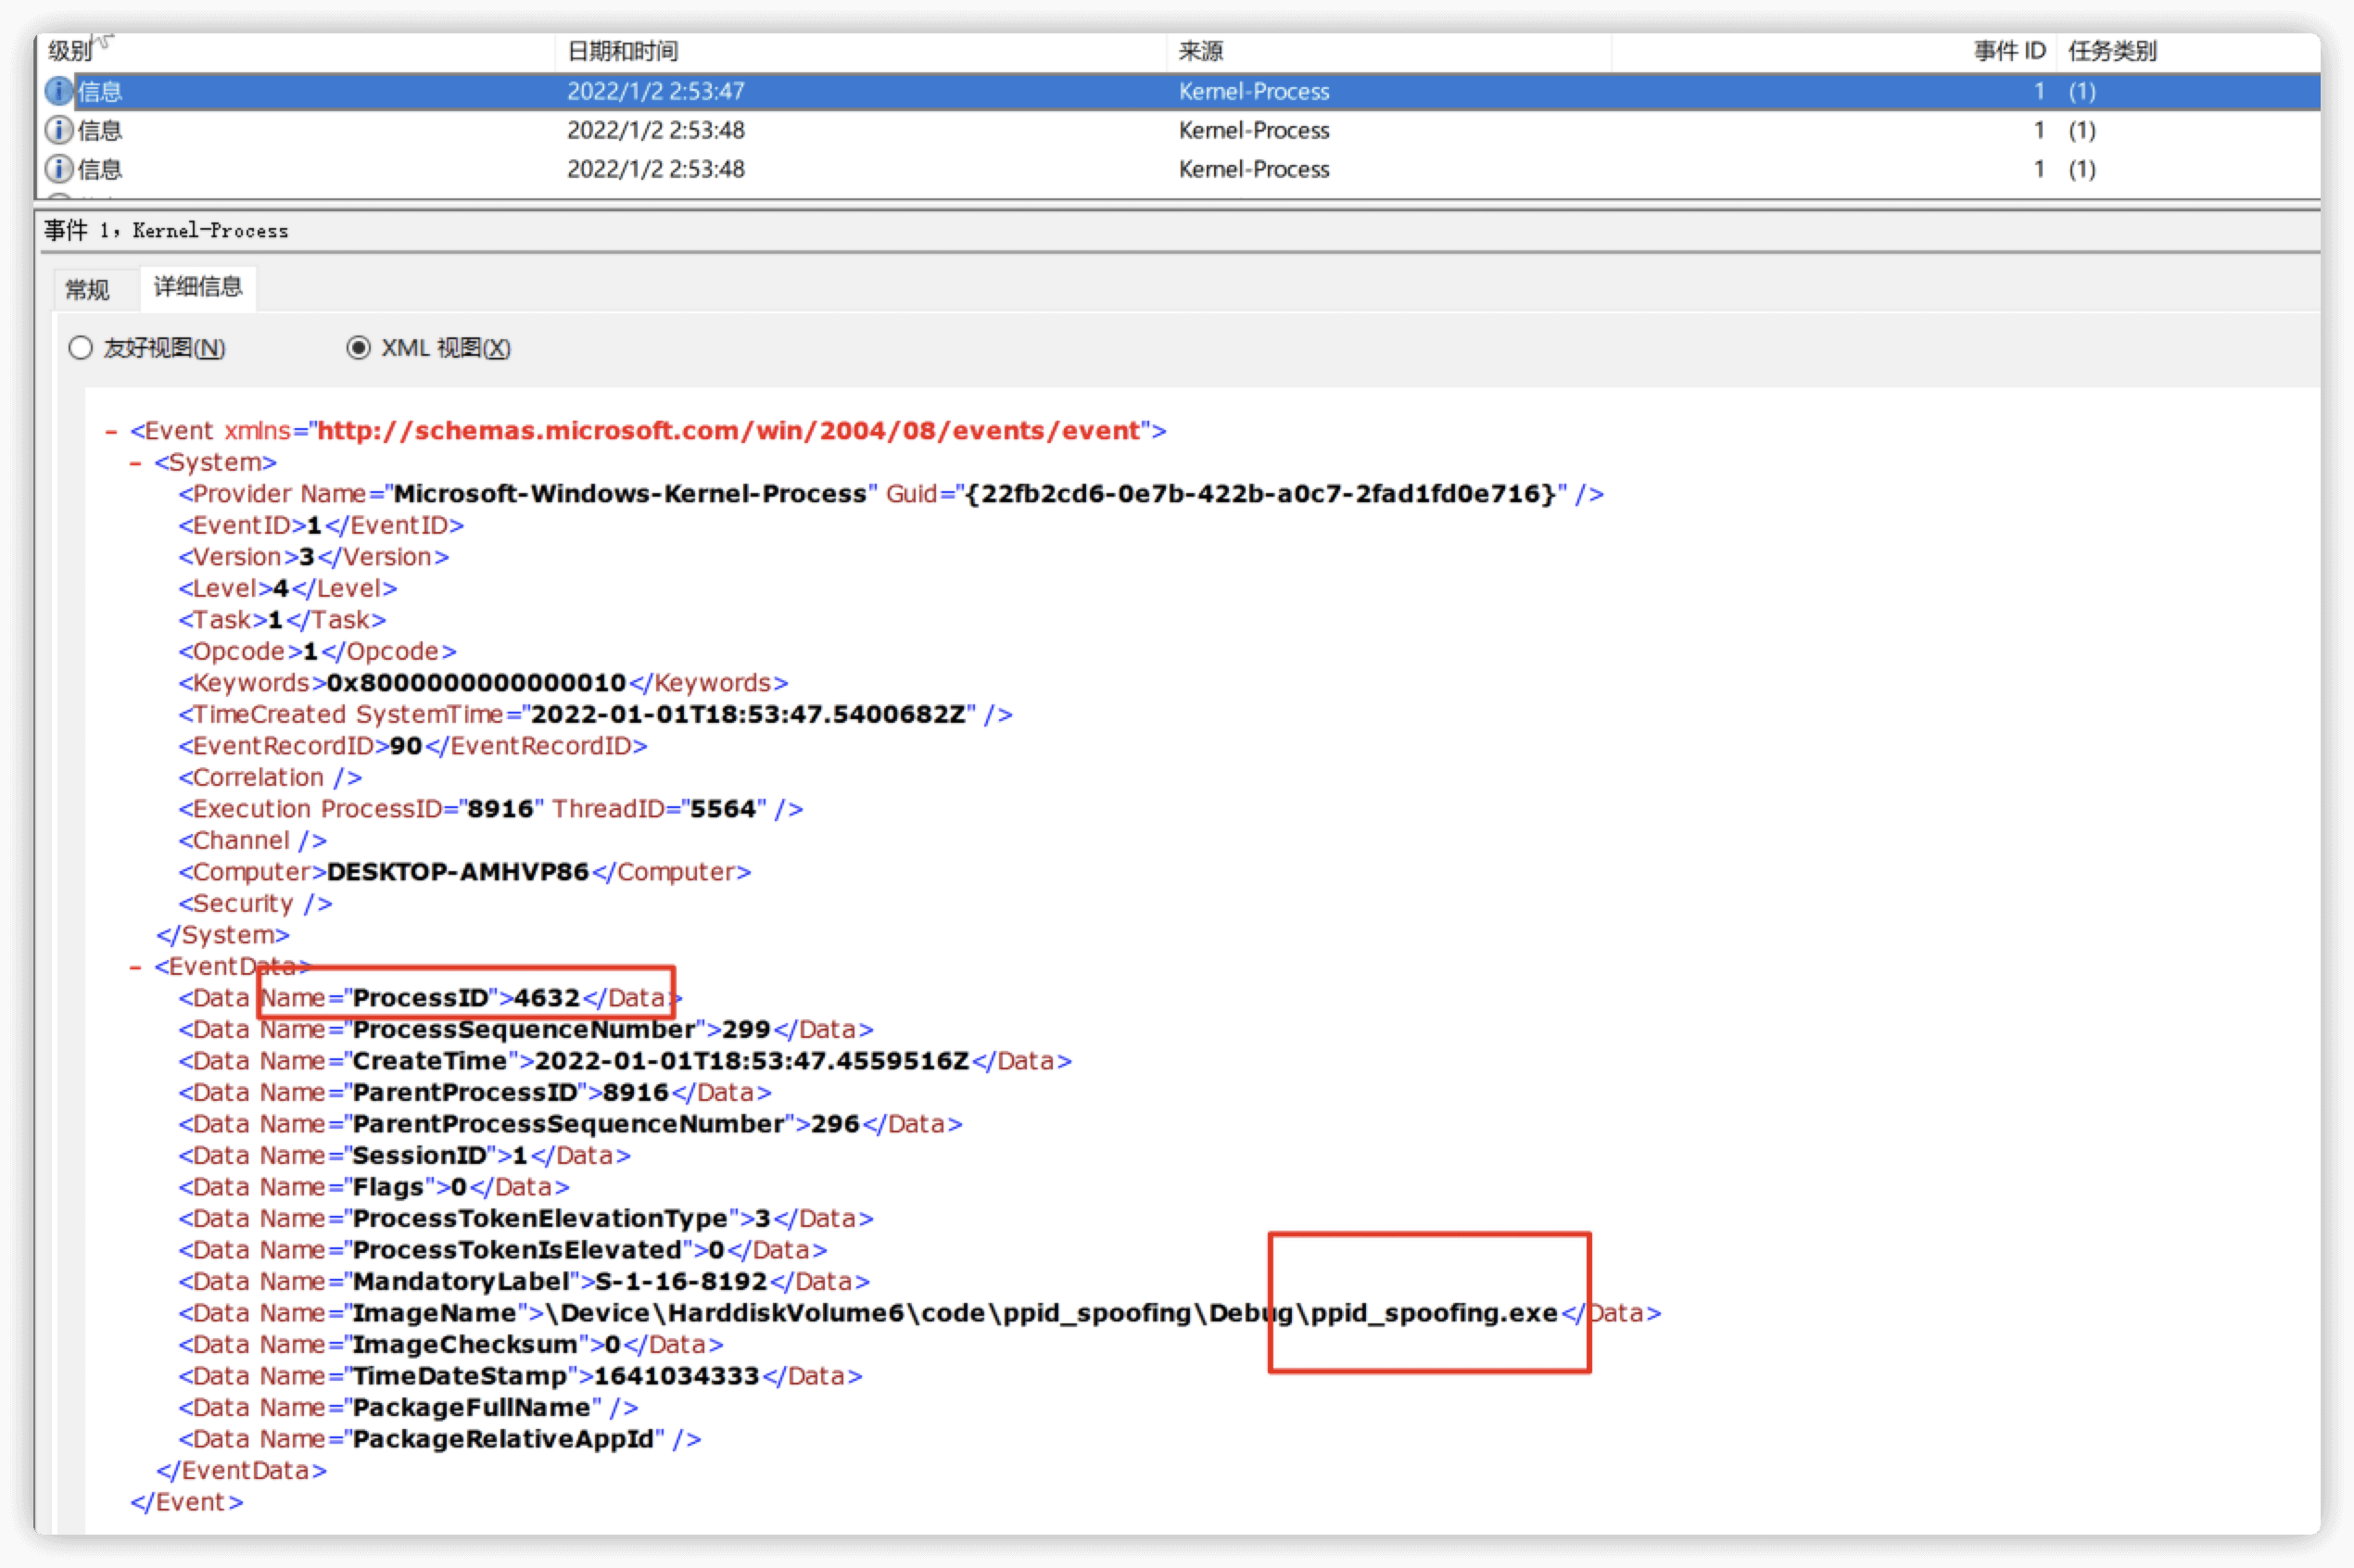 级别 日期和时间 来源 事件 ID 任务类别
信息 2022/1/2 2:53:47 Kernel-Process 1 (1)
信息 2022/1/2 2:53:48 Kernel-Process 1 (1)
信息 2022/1/2 2:53:48 Kernel-Process 1 (1)
事件 1，Kernel-Process
常规 详细信息
友好视图(N) XML 视图(X)
- <Event xmlns="http://schemas.microsoft.com/win/2004/08/events/event">
- <System>
<Provider Name="Microsoft-Windows-Kernel-Process" Guid="{22fb2cd6-0e7b-422b-a0c7-2fad1fd0e716}" />
<EventID>1</EventID>
<Version>3</Version>
<Level>4</Level>
<Task>1</Task>
<Opcode>1</Opcode>
<Keywords>0x8000000000000010</Keywords>
<TimeCreated SystemTime="2022-01-01T18:53:47.5400682Z" />
<EventRecordID>90</EventRecordID>
<Correlation />
<Execution ProcessID="8916" ThreadID="5564" />
<Channel />
<Computer>DESKTOP-AMHVP86</Computer>
<Security />
</System>
- <EventData>
<Data Name="ProcessID">4632</Data>
<Data Name="ProcessSequenceNumber">299</Data>
<Data Name="CreateTime">2022-01-01T18:53:47.4559516Z</Data>
<Data Name="ParentProcessID">8916</Data>
<Data Name="ParentProcessSequenceNumber">296</Data>
<Data Name="SessionID">1</Data>
<Data Name="Flags">0</Data>
<Data Name="ProcessTokenElevationType">3</Data>
<Data Name="ProcessTokenIsElevated">0</Data>
<Data Name="MandatoryLabel">S-1-16-8192</Data>
<Data Name="ImageName">\Device\HarddiskVolume6\code\ppid_spoofing\Debug\ppid_spoofing.exe</Data>
<Data Name="ImageChecksum">0</Data>
<Data Name="TimeDateStamp">1641034333</Data>
<Data Name="PackageFullName" />
<Data Name="PackageRelativeAppId" />
</EventData>
</Event>